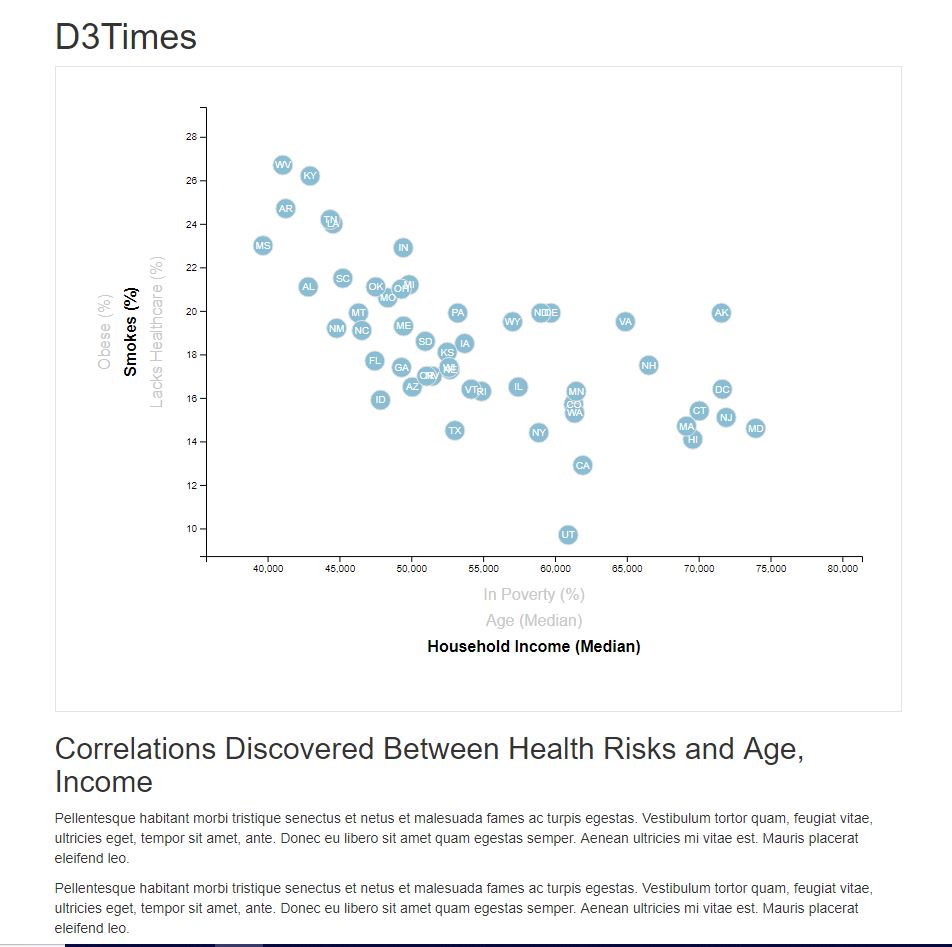 D3Times
28
26
24
22
20
18
16
14
12
10
Obese (%)
Smokes (%)
Lacks Healthcare (%)
WV
KY
AR
TN
LA
MS
IN
SC
AL
OK
MI
OH
MO
MT
PA
ND
DE
AK
NM
NC
ME
WY
VA
SD
IA
KS
FL
GA
NH
AZ
VT
RI
IL
MN
DC
ID
CO
WA
CT
NJ
TX
NY
MA
HI
MD
CA
UT
40,000
45,000
50,000
55,000
60,000
65,000
70,000
75,000
80,000
In Poverty (%)
Age (Median)
Household Income (Median)
Correlations Discovered Between Health Risks and Age,
Income
Pellentesque habitant morbi tristique senectus et netus et malesuada fames ac turpis egestas. Vestibulum tortor quam, feugiat vitae,
ultricies eget, tempor sit amet, ante. Donec eu libero sit amet quam egestas semper. Aenean ultricies mi vitae est. Mauris placerat
eleifend leo.
Pellentesque habitant morbi tristique senectus et netus et malesuada fames ac turpis egestas. Vestibulum tortor quam, feugiat vitae,
ultricies eget, tempor sit amet, ante. Donec eu libero sit amet quam egestas semper. Aenean ultricies mi vitae est. Mauris placerat
eleifend leo.